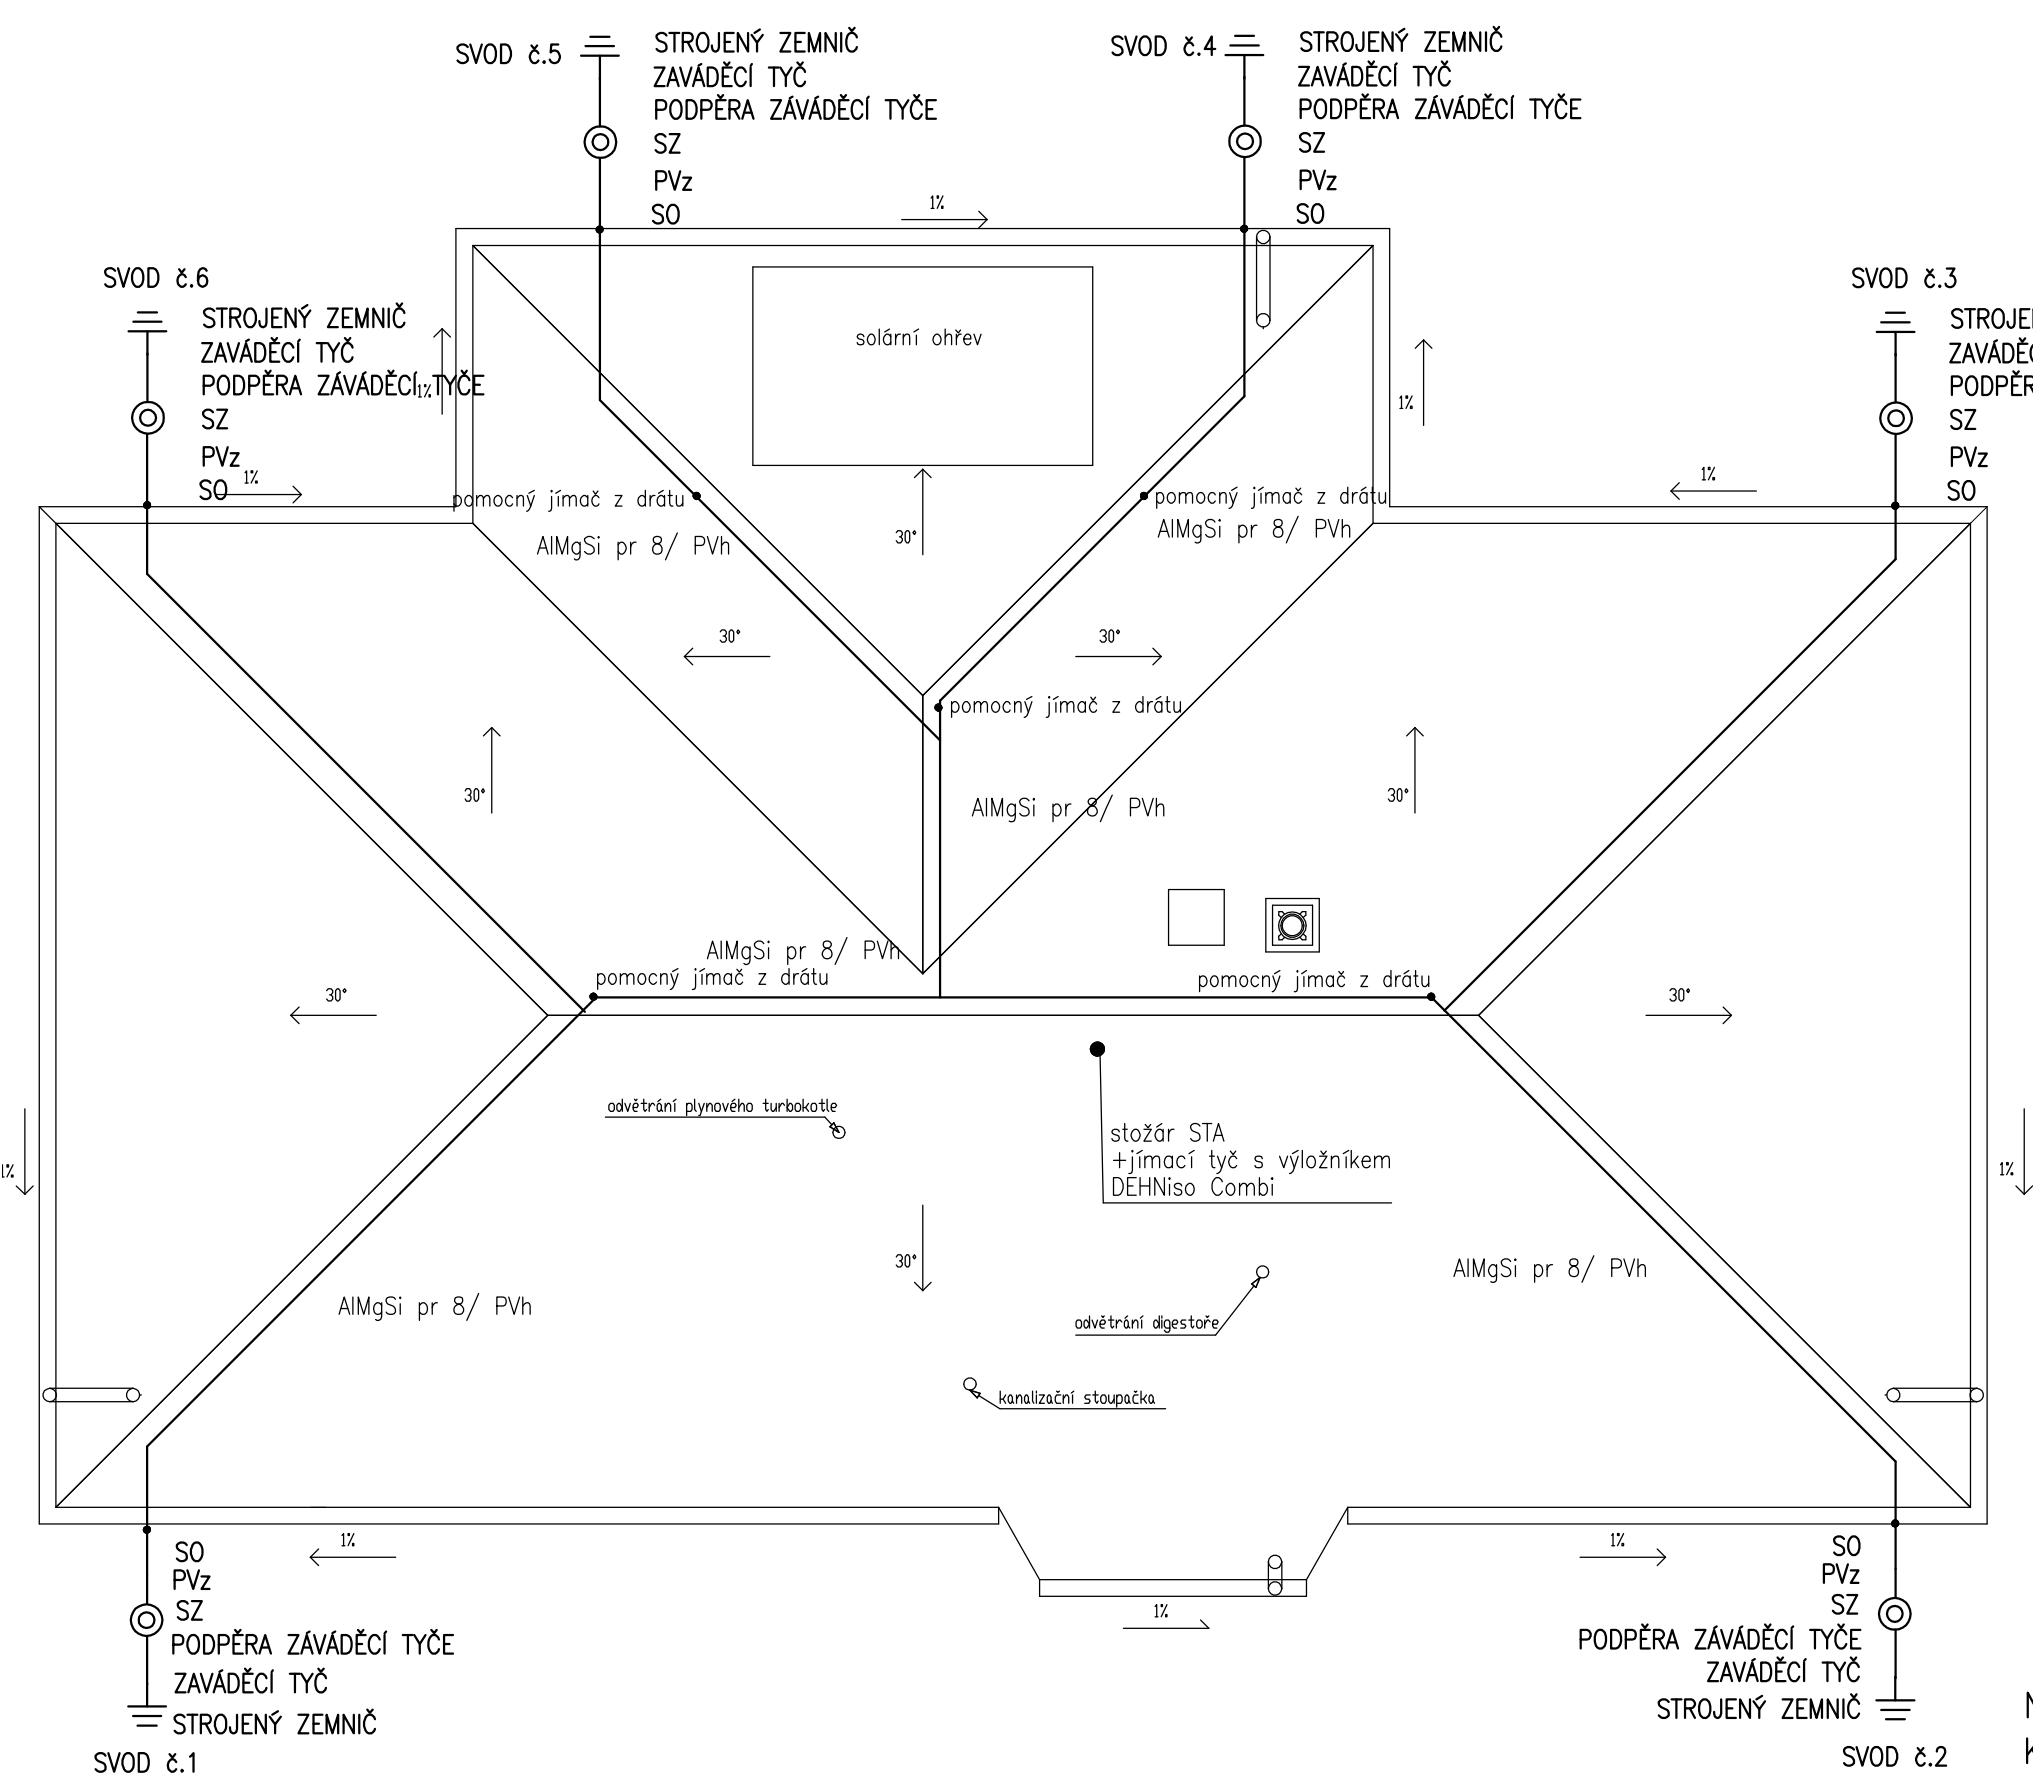 SVOD č.5
STROJENÝ ZEMNIČ
ZAVÁDĚCÍ TYČ
PODPĚRA ZÁVÁDĚCÍ TYČE
SZ
PVz
SO
SVOD č.4
STROJENÝ ZEMNIČ
ZAVÁDĚCÍ TYČ
PODPĚRA ZÁVÁDĚCÍ TYČE
SZ
PVz
SO
1%
SVOD č.6
STROJENÝ ZEMNIČ
ZAVÁDĚCÍ TYČ
PODPĚRA ZÁVÁDĚCÍ TYČE
SZ
PVz
SO
1%
1%
SVOD č.3
SZ
PVz
SO
1%
1%
solární ohřev
pomocný jímač z drátu
AlMgSi pr 8/ PVh
30°
pomocný jímač z drátu
AlMgSi pr 8/ PVh
30°
30°
pomocný jímač z drátu
30°
AlMgSi pr 8/ PVh
30°
AlMgSi pr 8/ PVh
pomocný jímač z drátu
pomocný jímač z drátu
30°
30°
odvětrání plynového turbokotle
stožár STA
+jímací tyč s výložníkem
DEHNiso Combi
1%
1%
30°
AlMgSi pr 8/ PVh
AlMgSi pr 8/ PVh
odvětrání digestoře
kanalizační stoupačka
1%
1%
1%
SO
PVz
SZ
PODPĚRA ZÁVÁDĚCÍ TYČE
ZAVÁDĚCÍ TYČ
STROJENÝ ZEMNIČ
SVOD č.1
SO
PVz
SZ
PODPĚRA ZÁVÁDĚCÍ TYČE
ZAVÁDĚCÍ TYČ
STROJENÝ ZEMNIČ
SVOD č.2